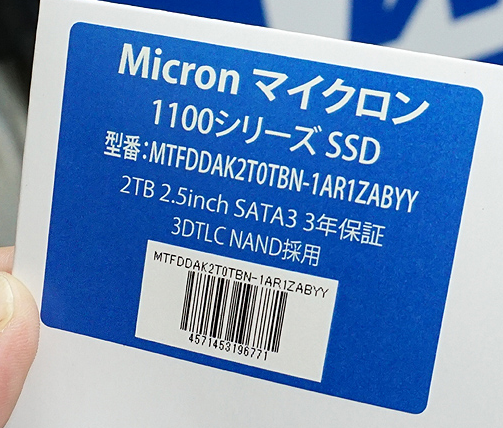 Micron マイクロン
1100シリーズ SSD
型番:MTFDDAK2T0TBN-1AR1ZABYY
2TB 2.5inch SATA3 3年保証
3DTLC NAND採用
MTFDDAK2T0TBN-1AR1ZABYY
4571453196771